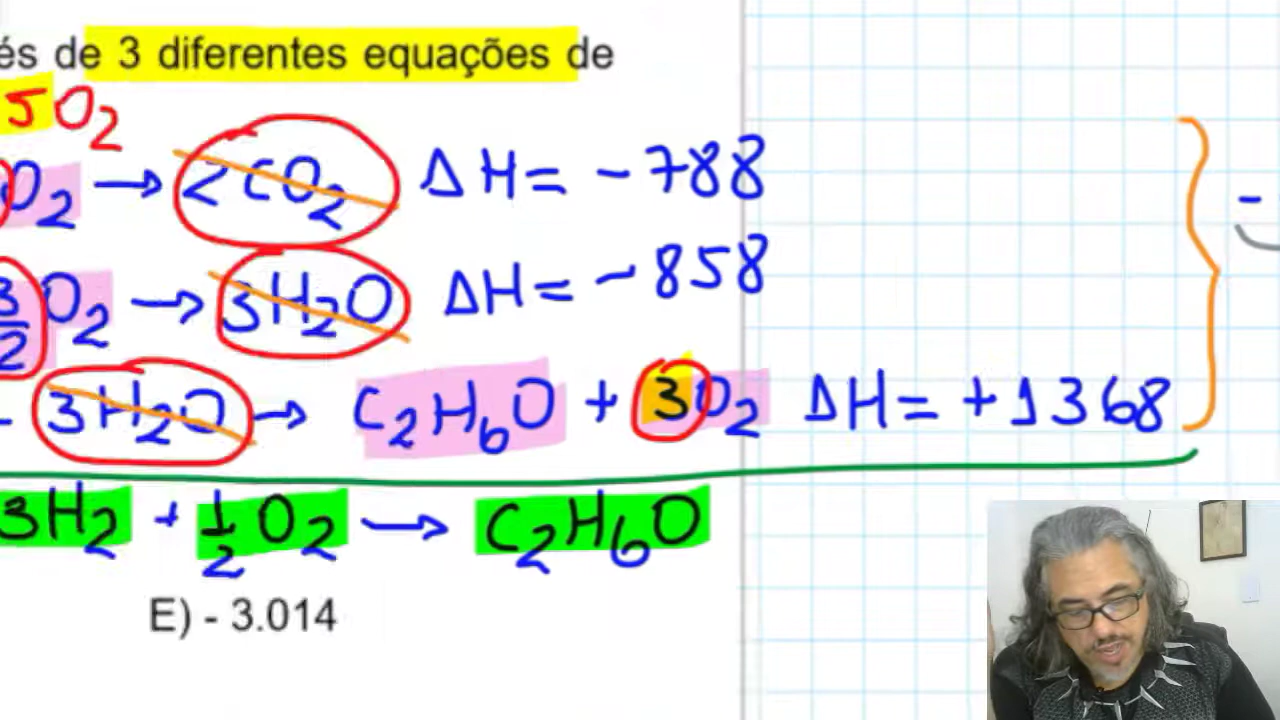 és de 3 diferentes equações de
5O₂
O₂ → 2CO₂ ΔH = -788
3/2 O₂ → 3H₂O ΔH = -858
3H₂O → C₂H₆O + 3O₂ ΔH = +1368
-
3H₂ + 1/2 O₂ → C₂H₆O
E) - 3.014